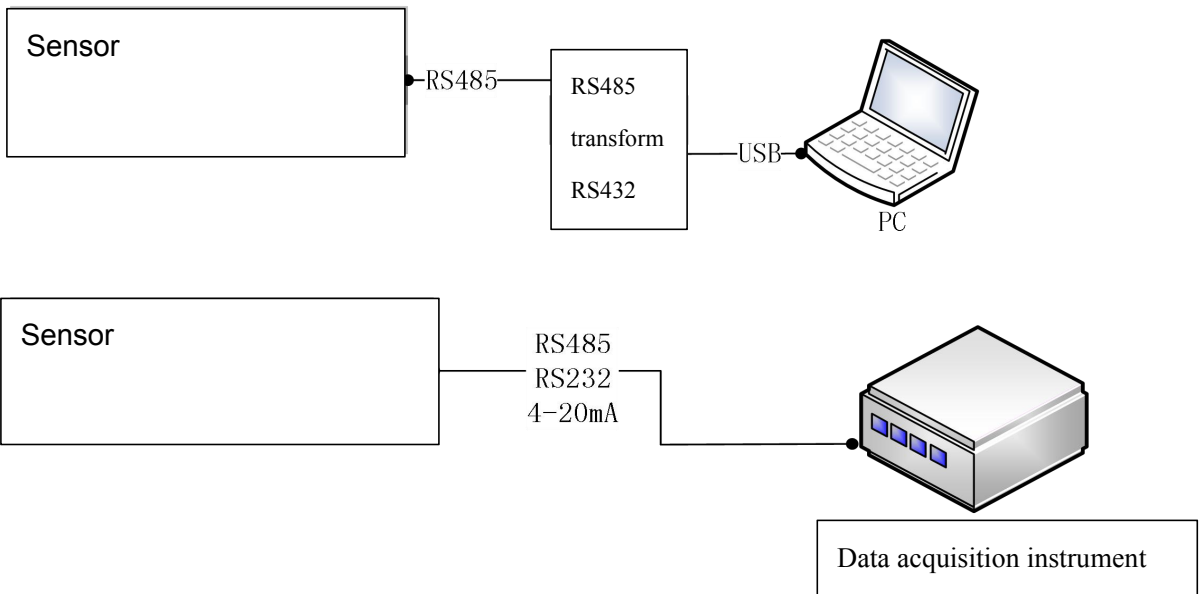 Sensor
RS485
RS485
transform
RS432
USB
PC
Sensor
RS485
RS232
4-20mA
Data acquisition instrument